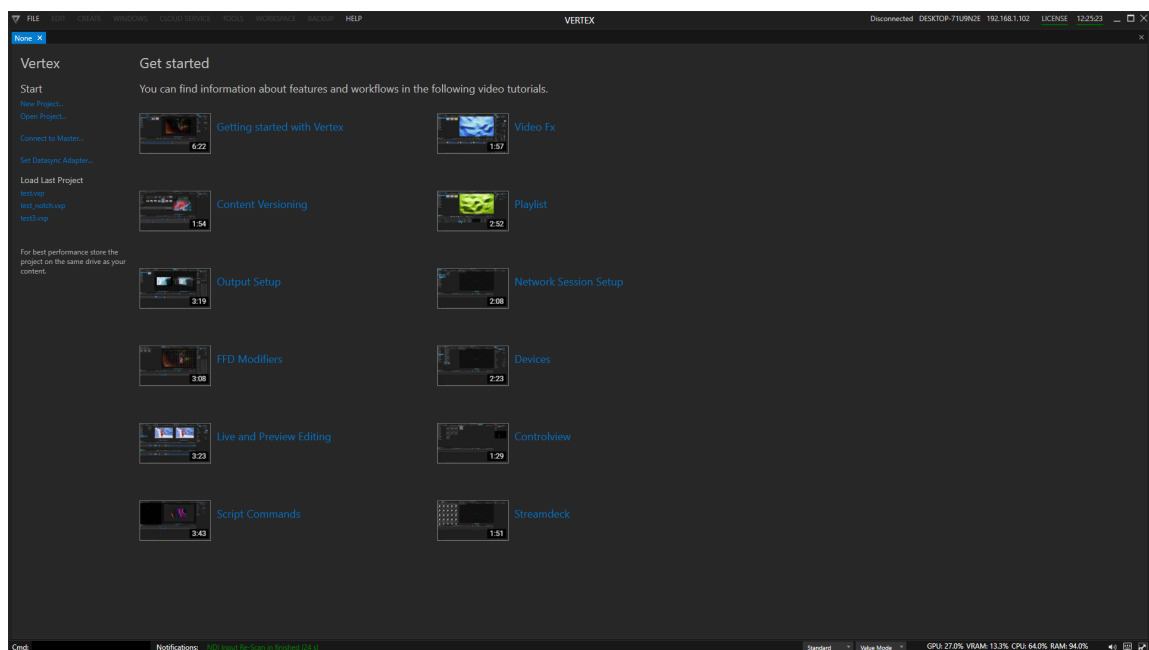 FILE EDIT CREATE WINDOWS CLOUD SERVICE TOOLS WORKSPACE BACKUP HELP VERTEX Disconnected DESKTOP-71U9N2E 192.168.1.102 LICENSE 12:25:23
None ×
Vertex
Start
New Project...
Open Project...
Connect to Master...
Set Datasync Adapter...
Load Last Project
test.vxp
test_notch.vxp
test3.vxp
For best performance store the
project on the same drive as your
content.
Get started
You can find information about features and workflows in the following video tutorials.
6:22 Getting started with Vertex
1:57 Video Fx
1:54 Content Versioning
2:52 Playlist
3:19 Output Setup
2:08 Network Session Setup
3:08 FFD Modifiers
2:23 Devices
3:23 Live and Preview Editing
1:29 Controlview
3:43 Script Commands
1:51 Streamdeck
Cmd: Notifications: NDI Input Re-Scan in finished (24 s) Standard Value Mode GPU: 27.0% VRAM: 13.3% CPU: 64.0% RAM: 94.0%